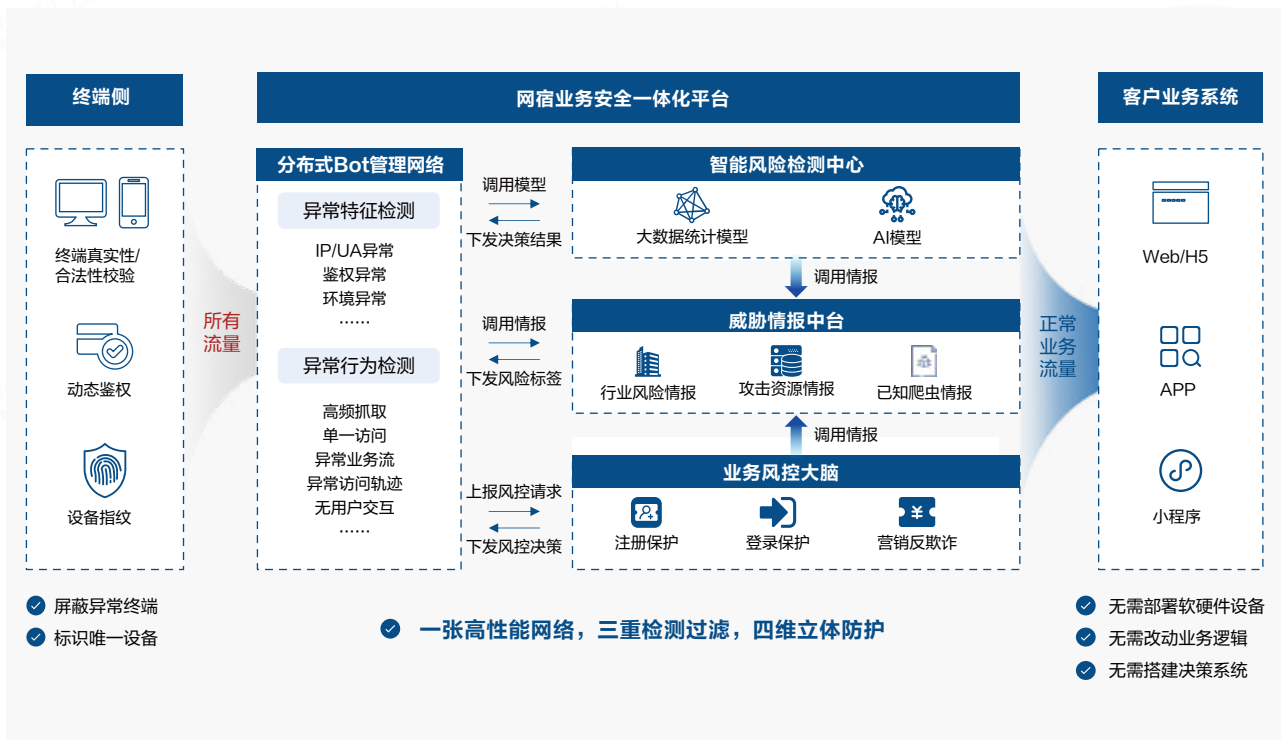 终端侧
网宿业务安全一体化平台
客户业务系统
终端真实性/
合法性校验
动态鉴权
设备指纹
所有
流量
分布式Bot管理网络
异常特征检测
IP/UA异常
鉴权异常
环境异常
······
异常行为检测
高频抓取
单一访问
异常业务流
异常访问轨迹
无用户交互
······
调用模型
下发决策结果
调用情报
下发风险标签
上报风控请求
下发风控决策
智能风险检测中心
大数据统计模型
AI模型
调用情报
威胁情报中台
行业风险情报
攻击资源情报
已知爬虫情报
调用情报
业务风控大脑
注册保护
登录保护
营销反欺诈
正常
业务
流量
Web/H5
APP
小程序
屏蔽异常终端
标识唯一设备
一张高性能网络，三重检测过滤，四维立体防护
无需部署软硬件设备
无需改动业务逻辑
无需搭建决策系统